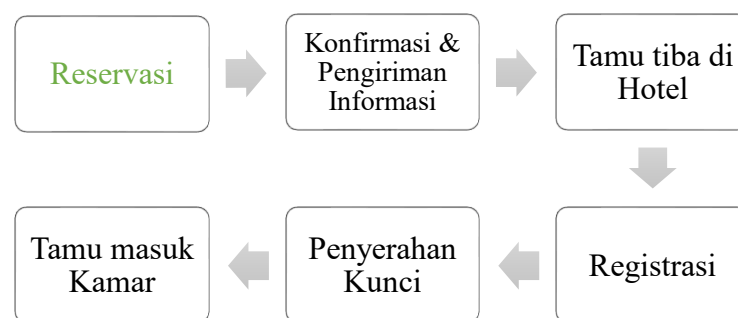 Reservasi
Konfirmasi &
Pengiriman
Informasi
Tamu tiba di
Hotel
Registrasi
Penyerahan
Kunci
Tamu masuk
Kamar